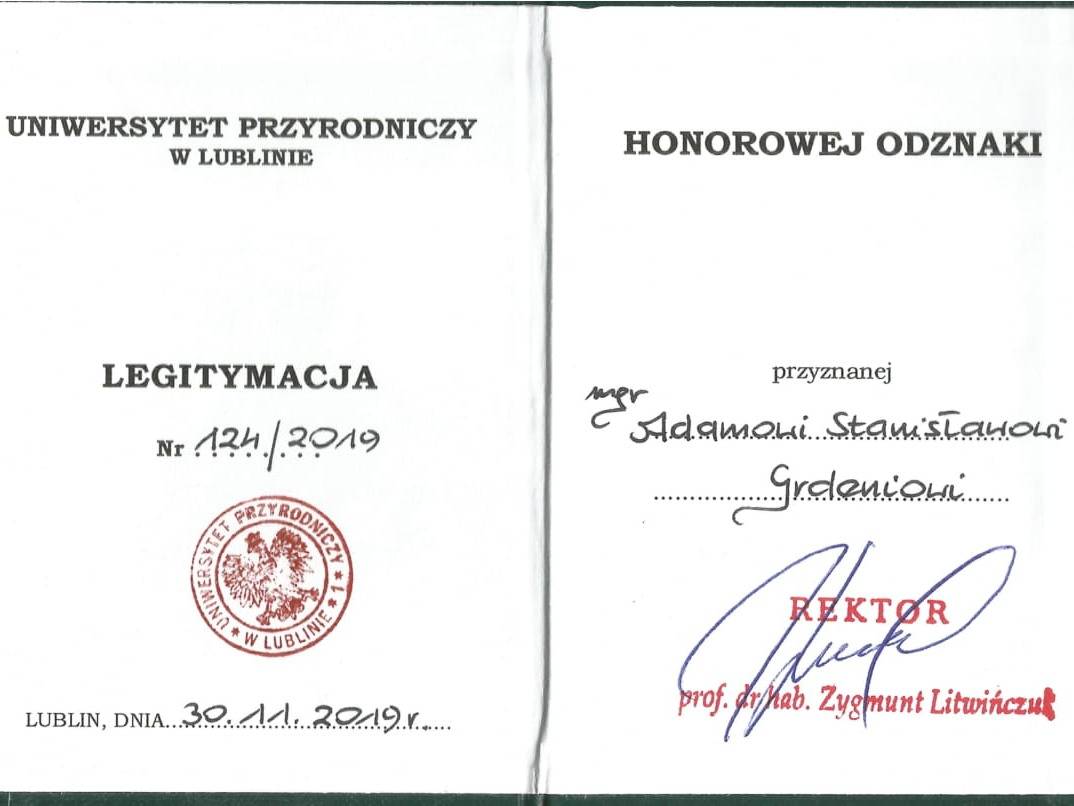 UNIWERSYTET PRZYRODNICZY
W LUBLINIE
LEGITYMACJA
Nr 124/2019
UNIWERSYTET PRZYRODNICZY * 1 * W LUBLINIE *
LUBLIN, DNIA 30.11.2019 r.
HONOROWEJ ODZNAKI
przyznanej
mgr
Adamowi Stanisławowi
Grdeniowi
REKTOR
prof. dr hab. Zygmunt Litwińczuk